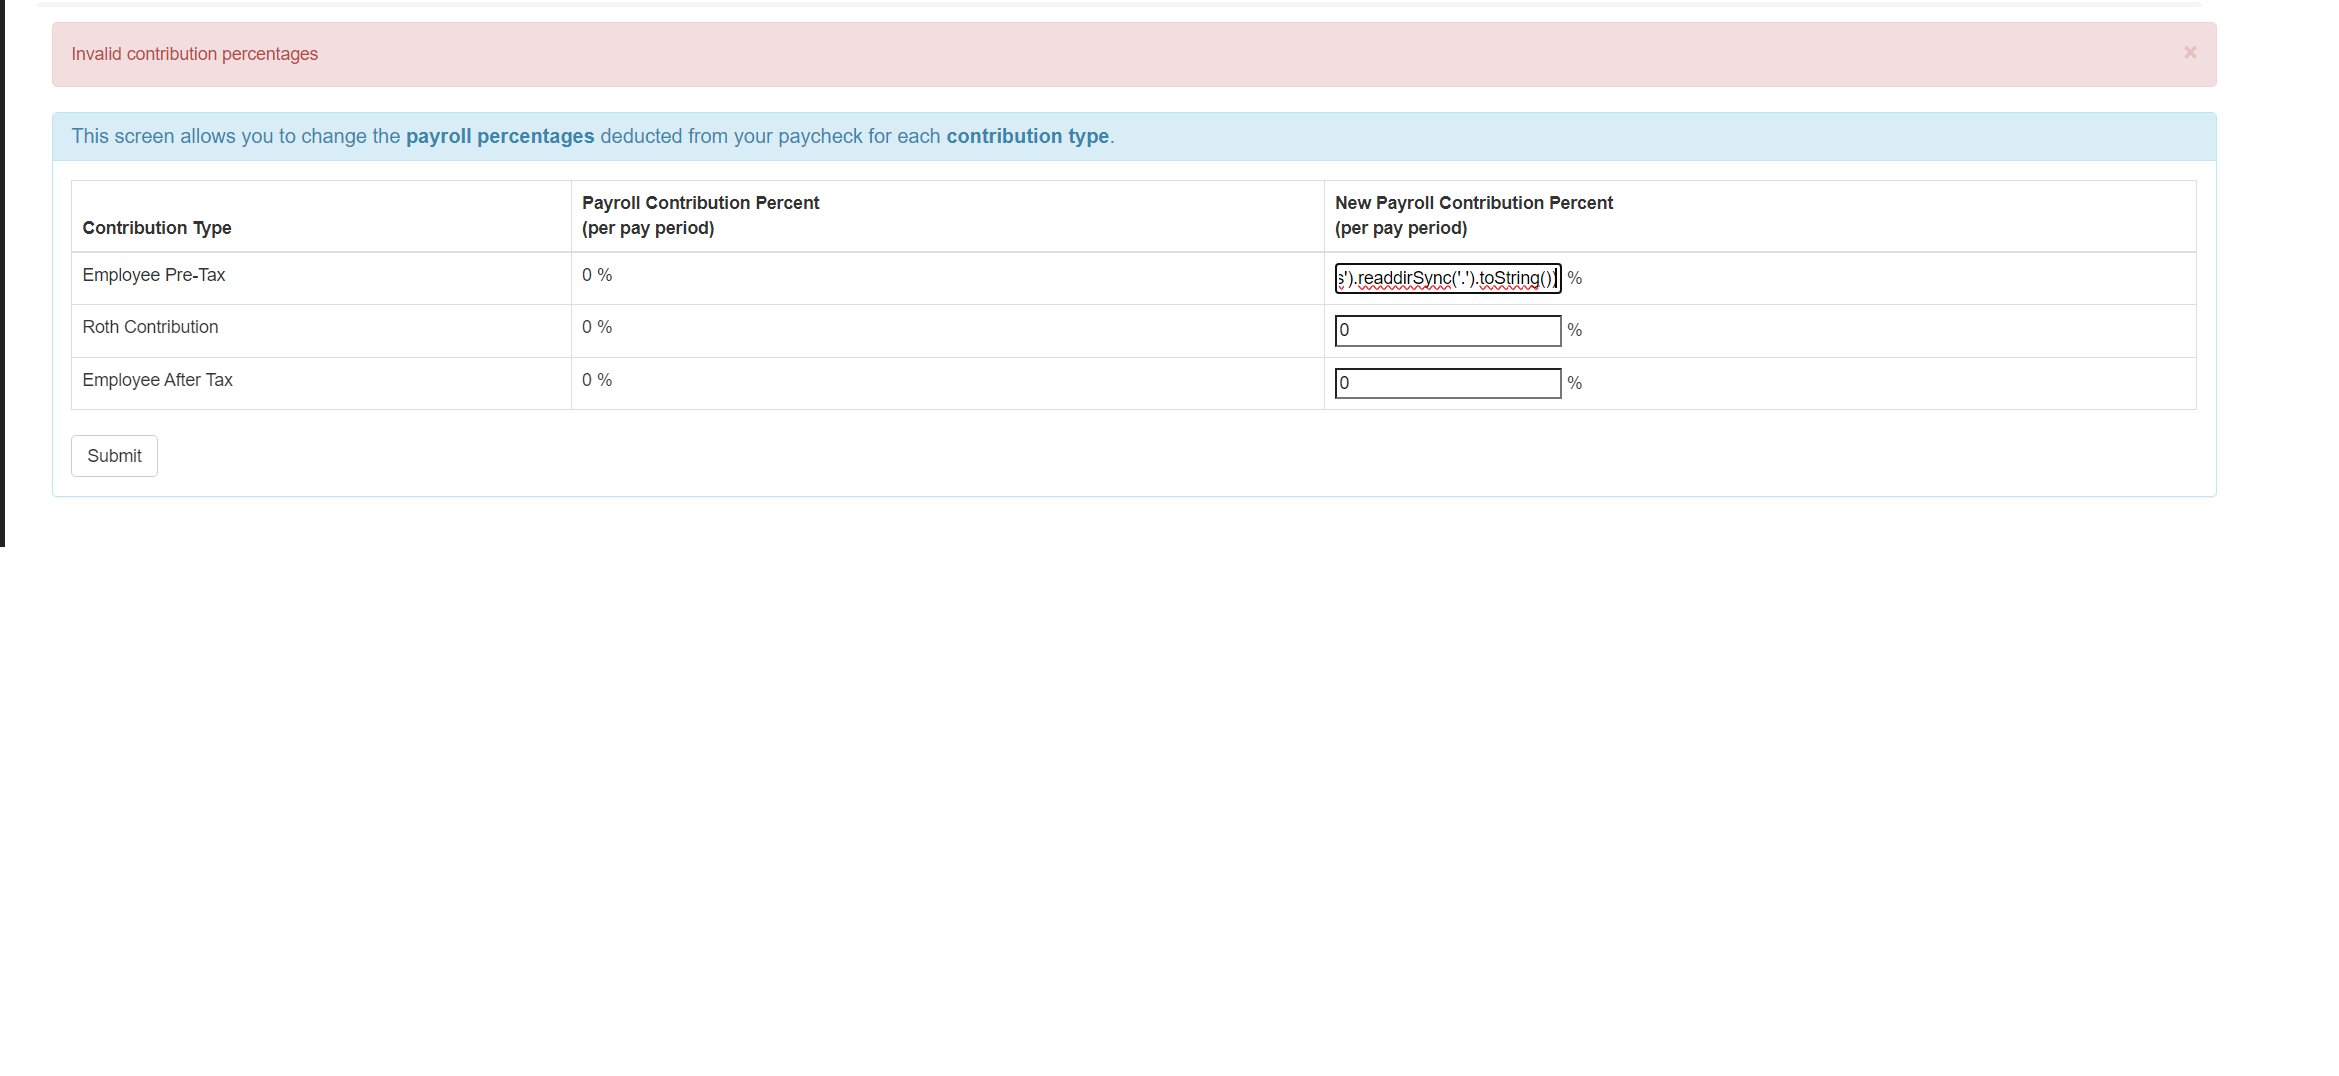 Invalid contribution percentages ×
This screen allows you to change the payroll percentages deducted from your paycheck for each contribution type.
Contribution Type
Payroll Contribution Percent
(per pay period)
New Payroll Contribution Percent
(per pay period)
Employee Pre-Tax 0 % s').readdirSync('.').toString()) %
Roth Contribution 0 % 0 %
Employee After Tax 0 % 0 %
Submit